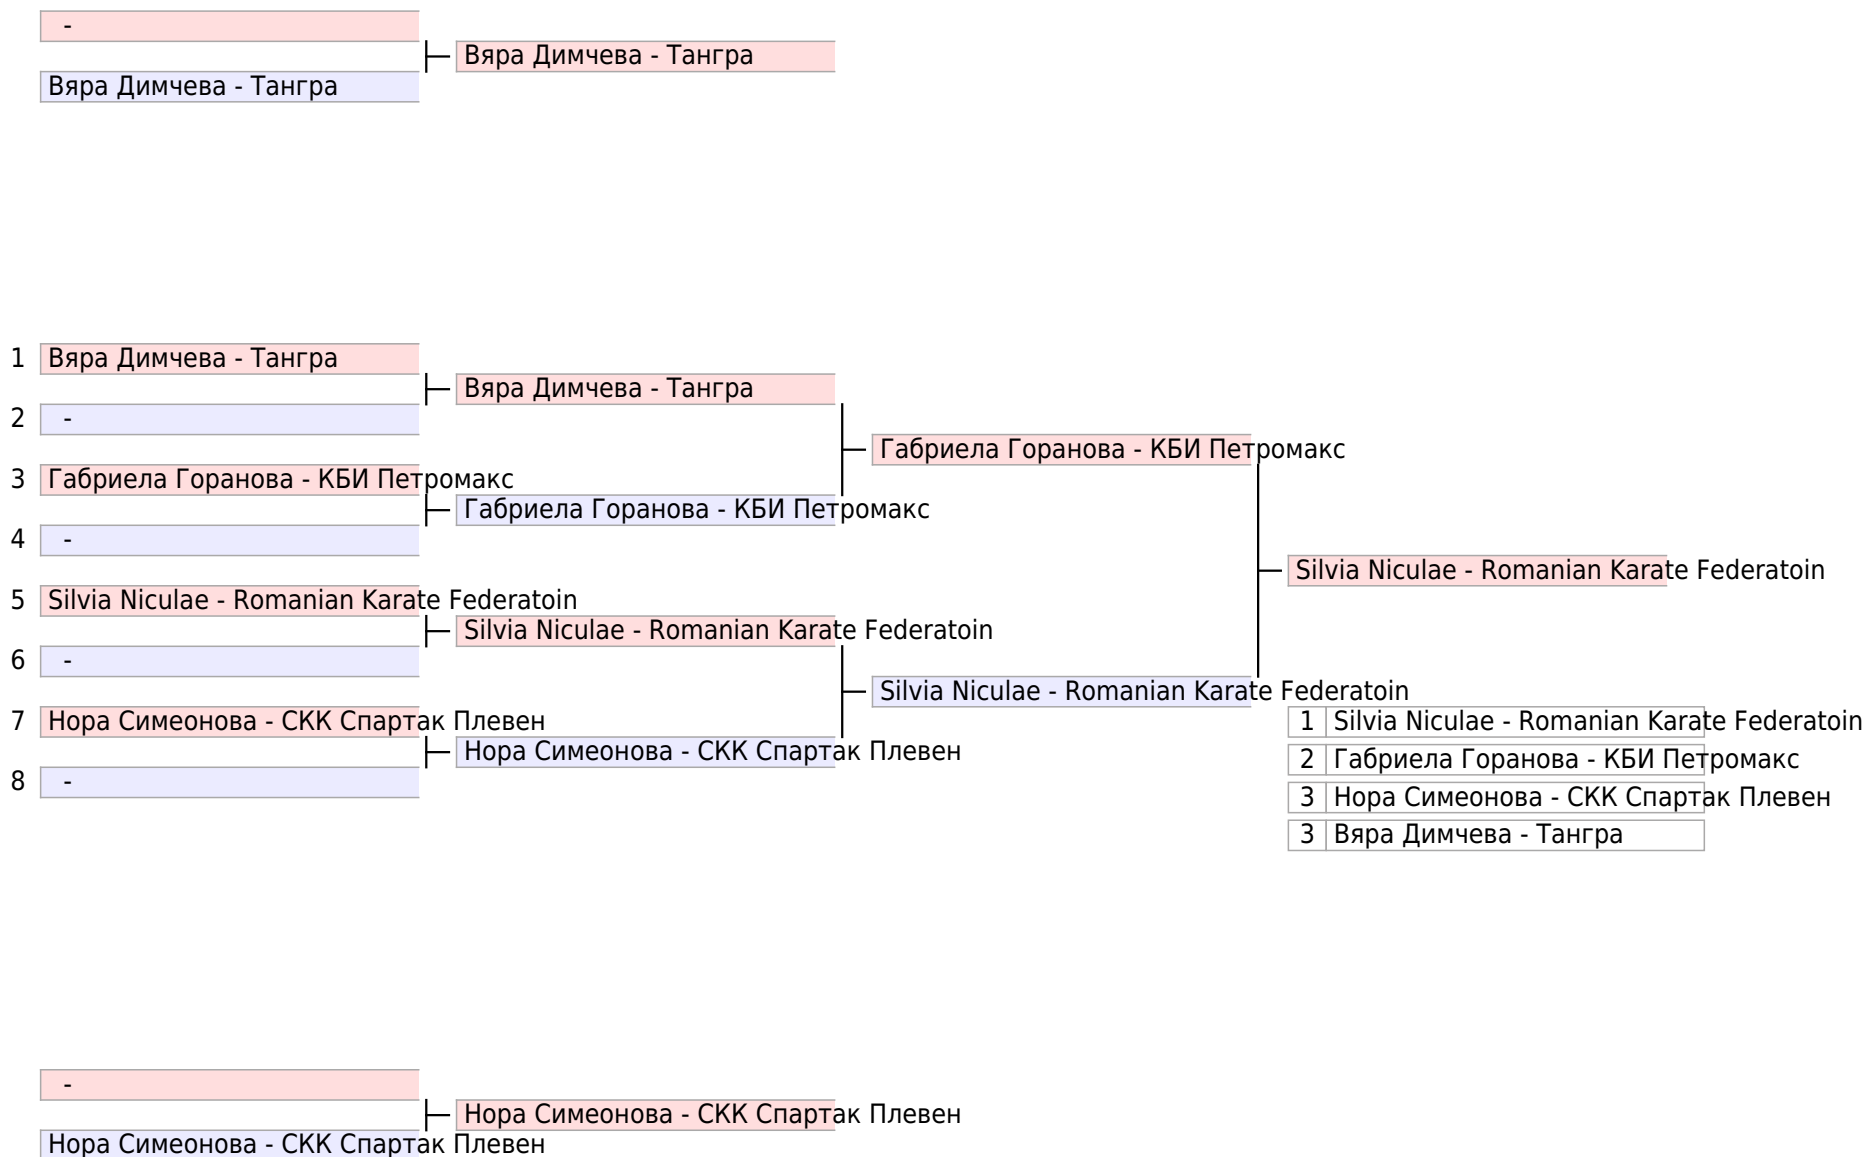 -
Вяра Димчева - Тангра
Вяра Димчева - Тангра
1 Вяра Димчева - Тангра
Вяра Димчева - Тангра
2 -
Габриела Горанова - КБИ Петромакс
3 Габриела Горанова - КБИ Петромакс
Габриела Горанова - КБИ Петромакс
4 -
Silvia Niculae - Romanian Karate Federatoin
5 Silvia Niculae - Romanian Karate Federatoin
Silvia Niculae - Romanian Karate Federatoin
6 -
Silvia Niculae - Romanian Karate Federatoin
7 Нора Симеонова - СКК Спартак Плевен
1 Silvia Niculae - Romanian Karate Federatoin
Нора Симеонова - СКК Спартак Плевен
2 Габриела Горанова - КБИ Петромакс
8 -
3 Нора Симеонова - СКК Спартак Плевен
3 Вяра Димчева - Тангра
-
Нора Симеонова - СКК Спартак Плевен
Нора Симеонова - СКК Спартак Плевен